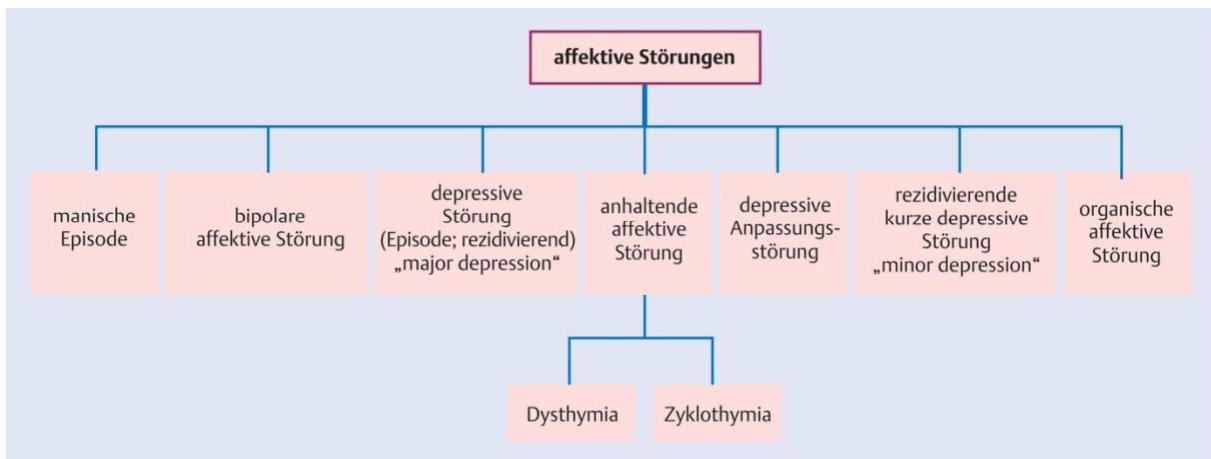 affektive Störungen
manische
Episode
bipolare
affektive Störung
depressive
Störung
(Episode; rezidivierend)
„major depression“
anhaltende
affektive
Störung
depressive
Anpassungs-
störung
rezidivierende
kurze depressive
Störung
„minor depression“
organische
affektive
Störung
Dysthymia
Zyklothymia